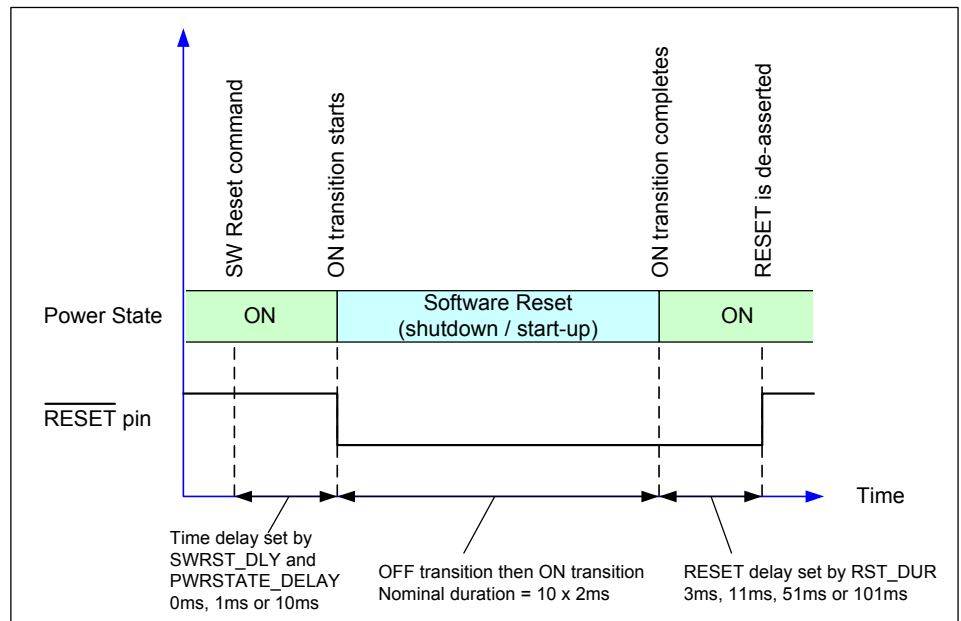 SW Reset command
ON transition starts
ON transition completes
RESET is de-asserted
Power State
ON
Software Reset
(shutdown / start-up)
ON
RESET pin
Time
Time delay set by
SWRST_DLY and
PWRSTATE_DELAY
0ms, 1ms or 10ms
OFF transition then ON transition
Nominal duration = 10 x 2ms
RESET delay set by RST_DUR
3ms, 11ms, 51ms or 101ms